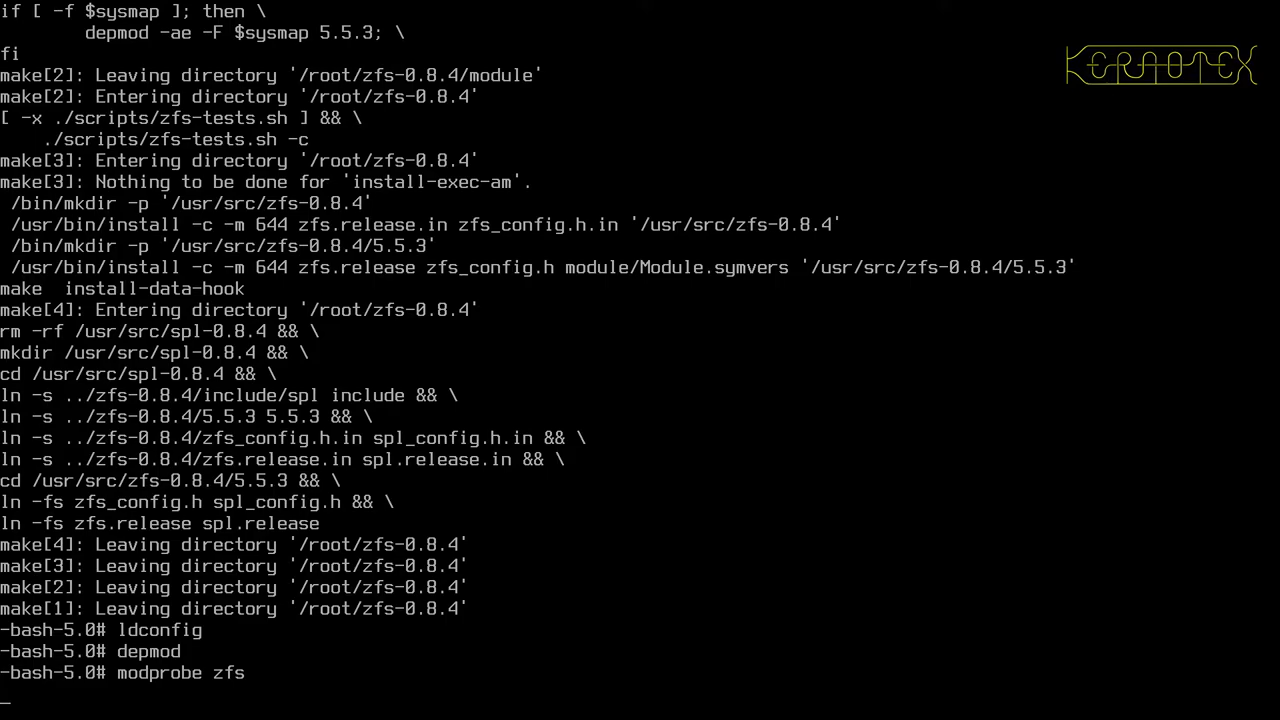 if [ -f $sysmap ]; then \
        depmod -ae -F $sysmap 5.5.3; \
fi
make[2]: Leaving directory '/root/zfs-0.8.4/module'
make[2]: Entering directory '/root/zfs-0.8.4'
[ -x ./scripts/zfs-tests.sh ] && \
    ./scripts/zfs-tests.sh -c
make[3]: Entering directory '/root/zfs-0.8.4'
make[3]: Nothing to be done for 'install-exec-am'.
 /bin/mkdir -p '/usr/src/zfs-0.8.4'
 /usr/bin/install -c -m 644 zfs.release.in zfs_config.h.in '/usr/src/zfs-0.8.4'
 /bin/mkdir -p '/usr/src/zfs-0.8.4/5.5.3'
 /usr/bin/install -c -m 644 zfs.release zfs_config.h module/Module.symvers '/usr/src/zfs-0.8.4/5.5.3'
make  install-data-hook
make[4]: Entering directory '/root/zfs-0.8.4'
rm -rf /usr/src/spl-0.8.4 && \
mkdir /usr/src/spl-0.8.4 && \
cd /usr/src/spl-0.8.4 && \
ln -s ../zfs-0.8.4/include/spl include && \
ln -s ../zfs-0.8.4/5.5.3 5.5.3 && \
ln -s ../zfs-0.8.4/zfs_config.h.in spl_config.h.in && \
ln -s ../zfs-0.8.4/zfs.release.in spl.release.in && \
cd /usr/src/zfs-0.8.4/5.5.3 && \
ln -fs zfs_config.h spl_config.h && \
ln -fs zfs.release spl.release
make[4]: Leaving directory '/root/zfs-0.8.4'
make[3]: Leaving directory '/root/zfs-0.8.4'
make[2]: Leaving directory '/root/zfs-0.8.4'
make[1]: Leaving directory '/root/zfs-0.8.4'
-bash-5.0# ldconfig
-bash-5.0# depmod
-bash-5.0# modprobe zfs